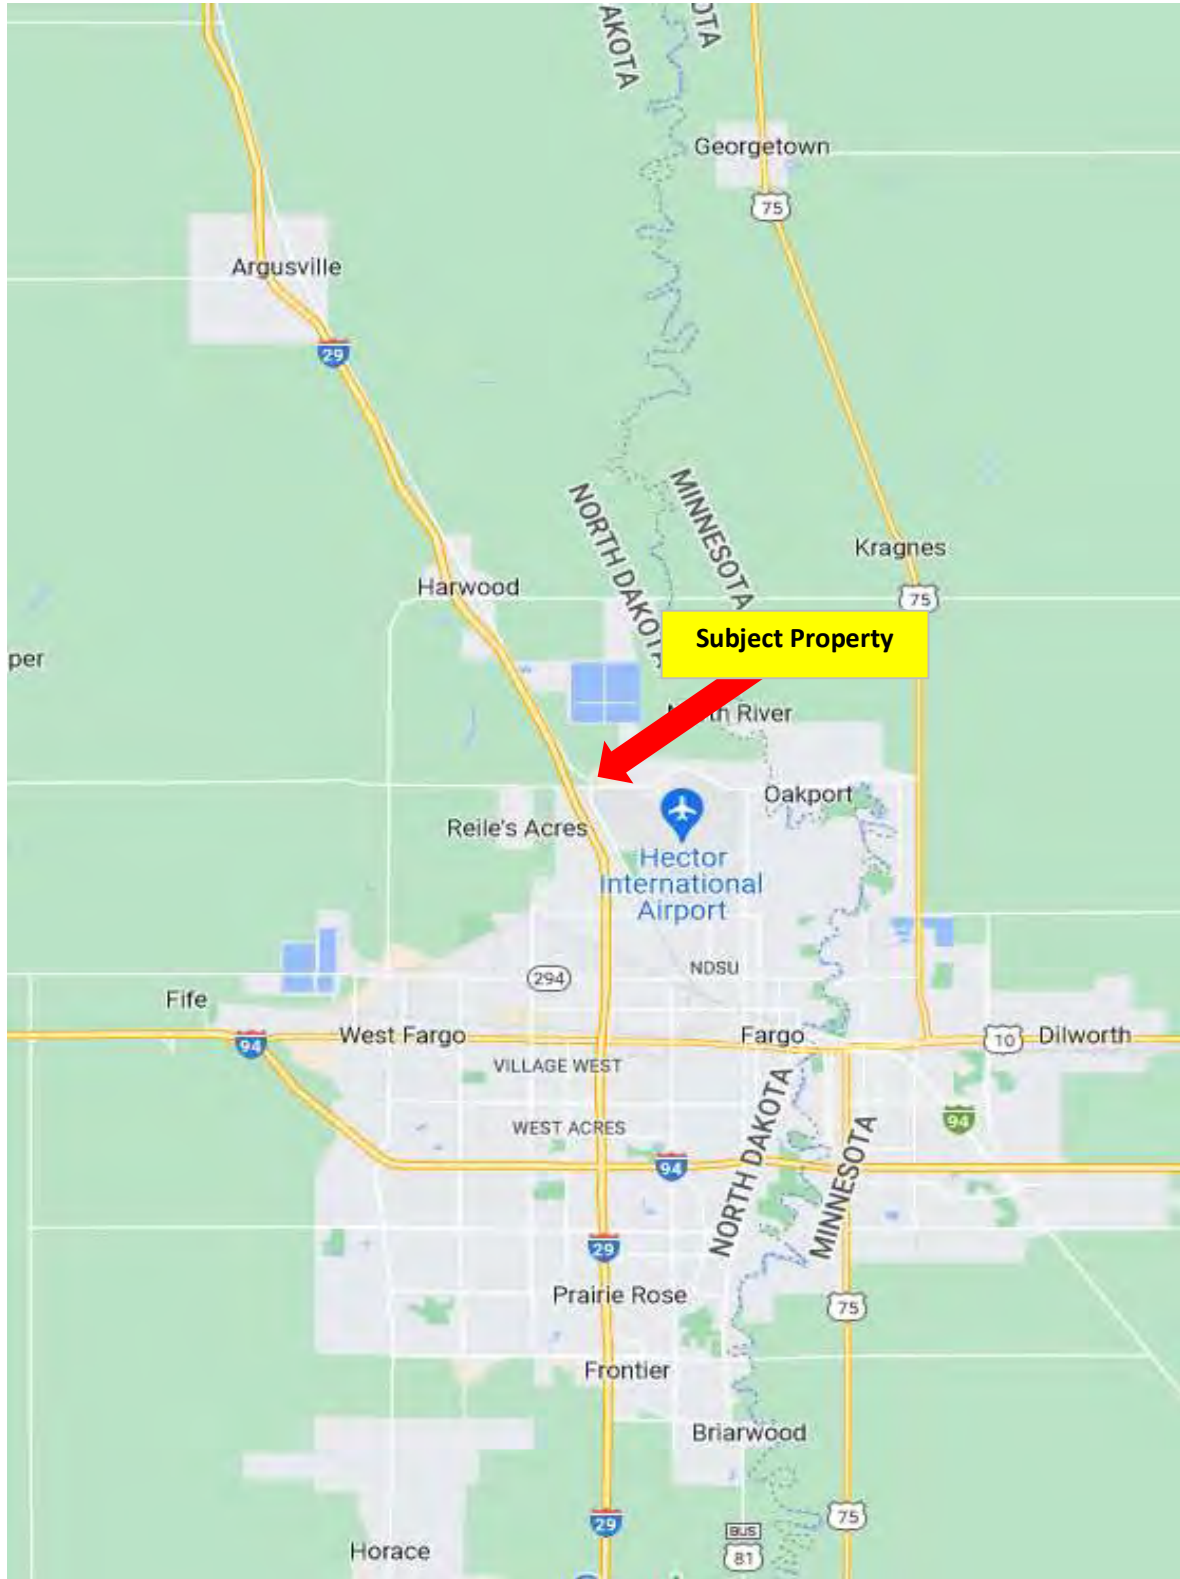 AKOTA
OTA
Georgetown
75
Argusville
29
NORTH DAKOTA
MINNESOTA
Kragnes
75
Harwood
Subject Property
per
North River
Oakport
Reile's Acres
Hector
International
Airport
NDSU
294
Fife
94
West Fargo
Fargo
10
Dilworth
VILLAGE WEST
WEST ACRES
94
94
NORTH DAKOTA
MINNESOTA
29
Prairie Rose
75
Frontier
Briarwood
29
75
BUS
81
Horace